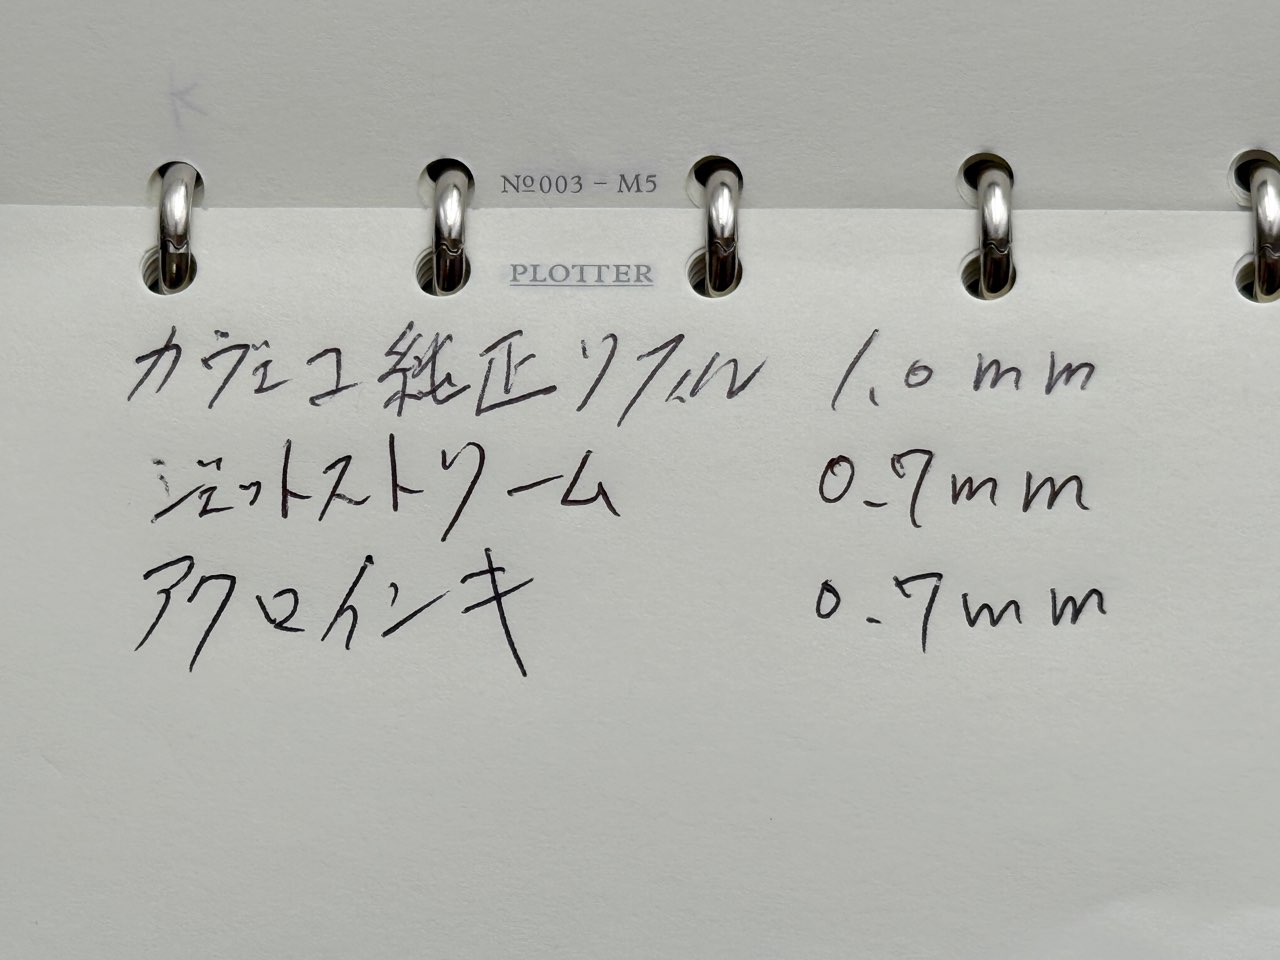 №003 - M5
PLOTTER
カヴェコ純正リフィル 1.0mm
ジェットストリーム 0.7mm
アクロインキ 0.7mm